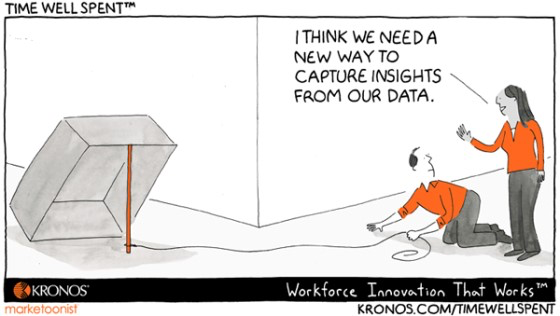 TIME WELL SPENT™
I THINK WE NEED A
NEW WAY TO
CAPTURE INSIGHTS
FROM OUR DATA.
KRONOS® Workforce Innovation That Works™
marketoonist KRONOS.COM/TIMEWELLSPENT